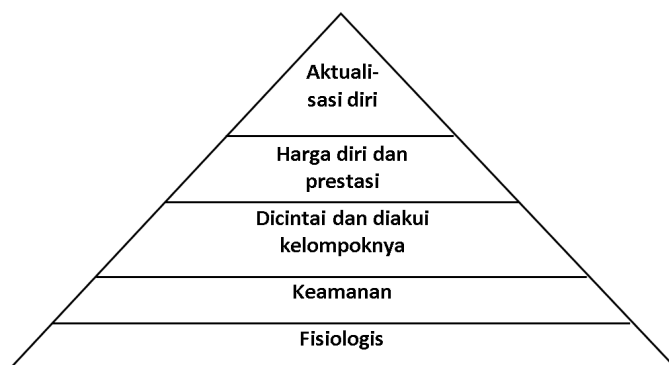 Aktuali-
sasi diri
Harga diri dan
prestasi
Dicintai dan diakui
kelompoknya
Keamanan
Fisiologis